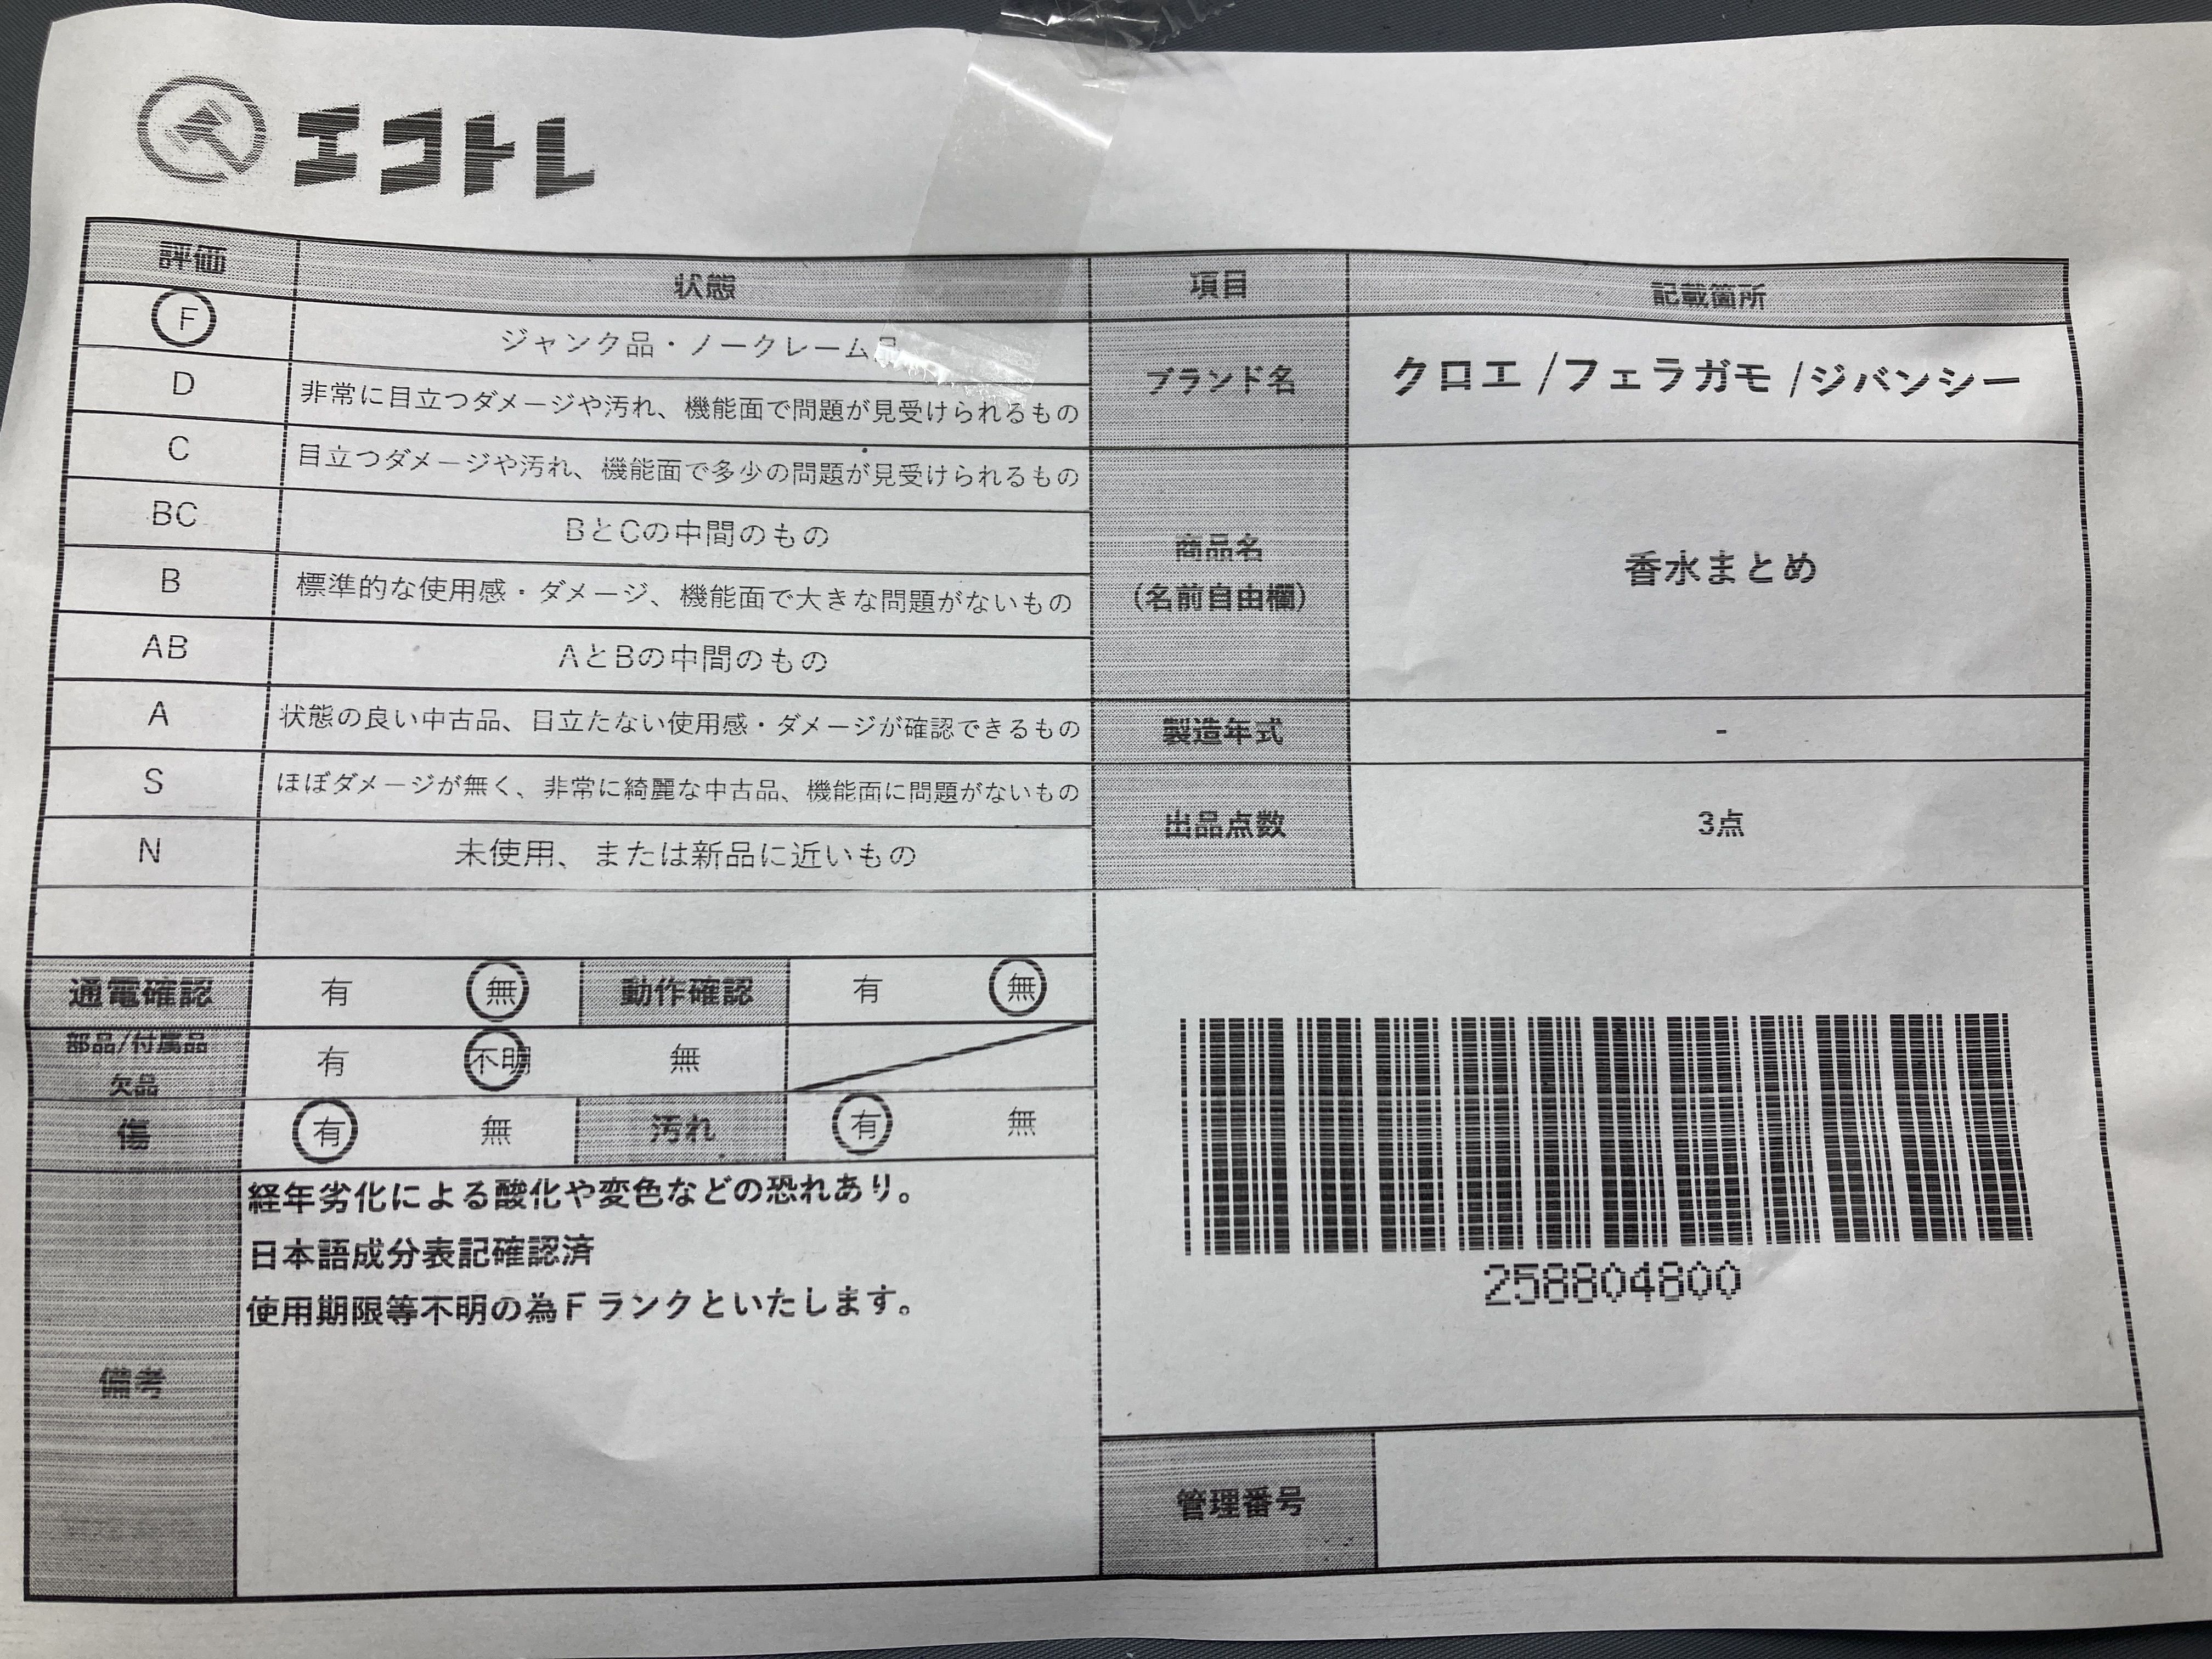 エコトレ
評価 状態 項目 記載箇所
F ジャンク品・ノークレーム品
D 非常に目立つダメージや汚れ、機能面で問題が見受けられるもの
C 目立つダメージや汚れ、機能面で多少の問題が見受けられるもの
BC BとCの中間のもの
B 標準的な使用感・ダメージ、機能面で大きな問題がないもの
AB AとBの中間のもの
A 状態の良い中古品、目立たない使用感・ダメージが確認できるもの
S ほぼダメージが無く、非常に綺麗な中古品、機能面に問題がないもの
N 未使用、または新品に近いもの
ブランド名 クロエ /フェラガモ /ジバンシー
商品名
(名前自由欄)
香水まとめ
製造年式 -
出品点数 3点
通電確認 有 無 動作確認 有 無
部品/付属品
欠品
有 不明 無
傷 有 無 汚れ 有 無
備考
経年劣化による酸化や変色などの恐れあり。
日本語成分表記確認済
使用期限等不明の為Fランクといたします。
258804800
管理番号